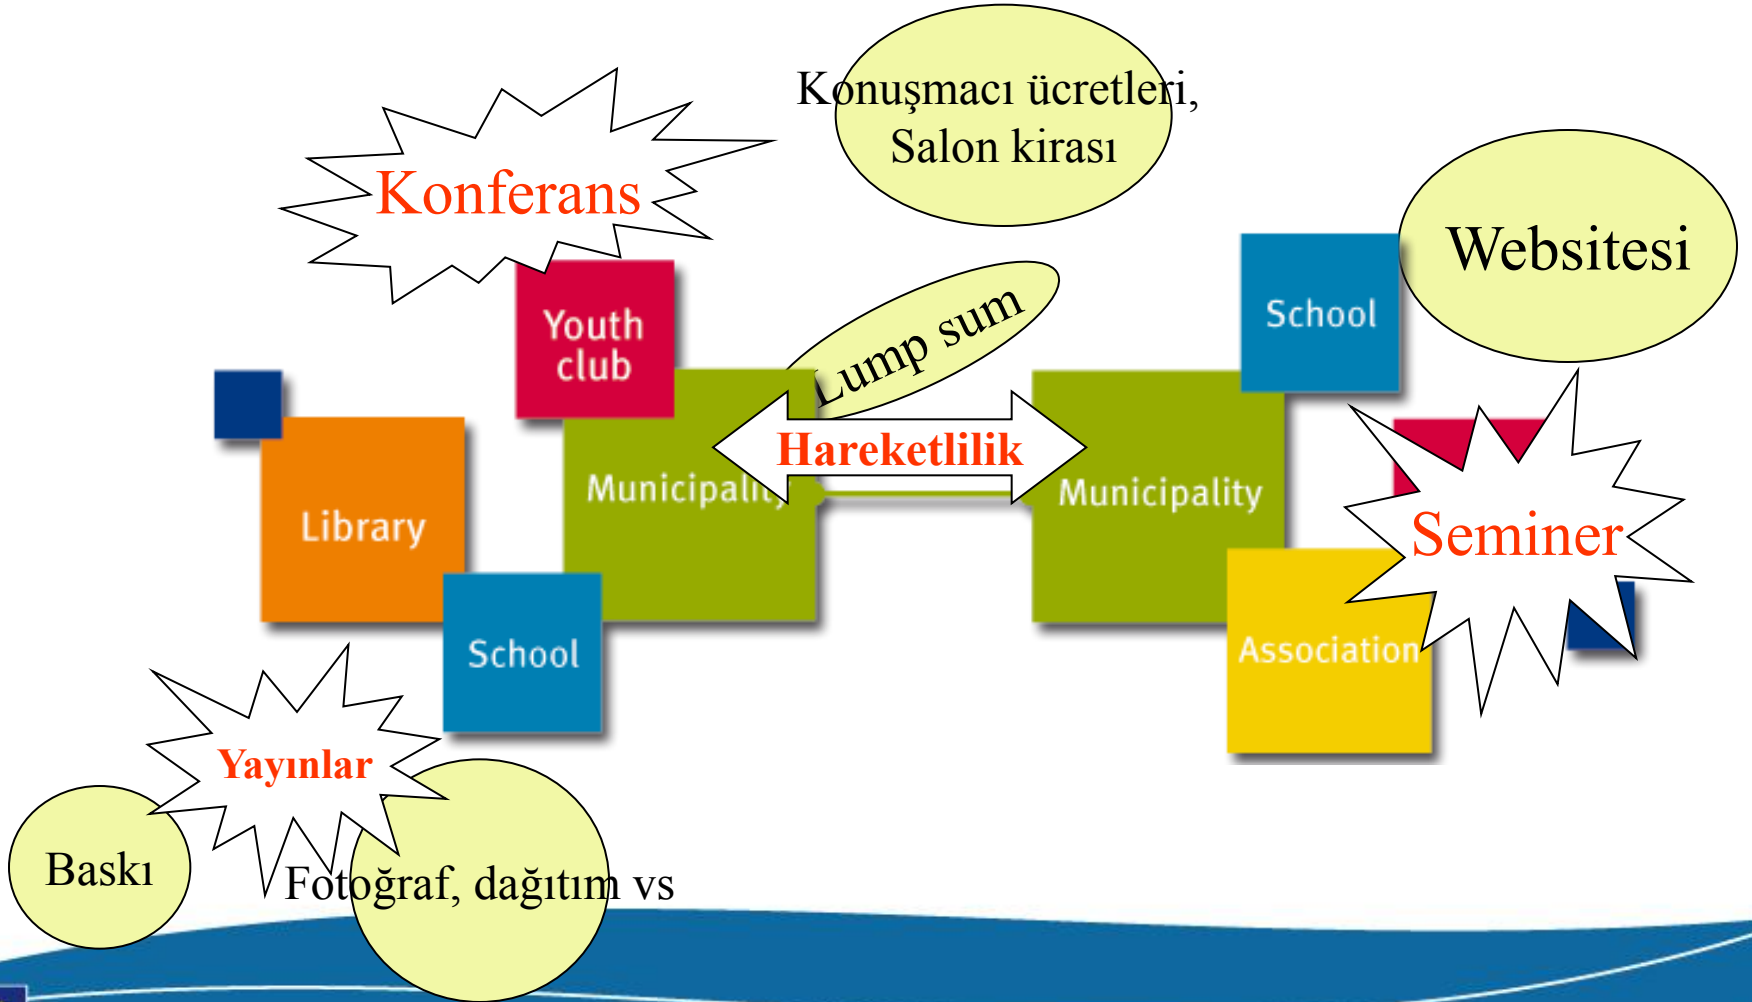 Konuşmacı ücretleri,
Salon kirası
Konferans
Websitesi
Youth
club
Lump sum
School
Hareketlilik
Municipality
Municipality
Library
Seminer
School
Association
Yayınlar
Baskı
Fotoğraf, dağıtım vs